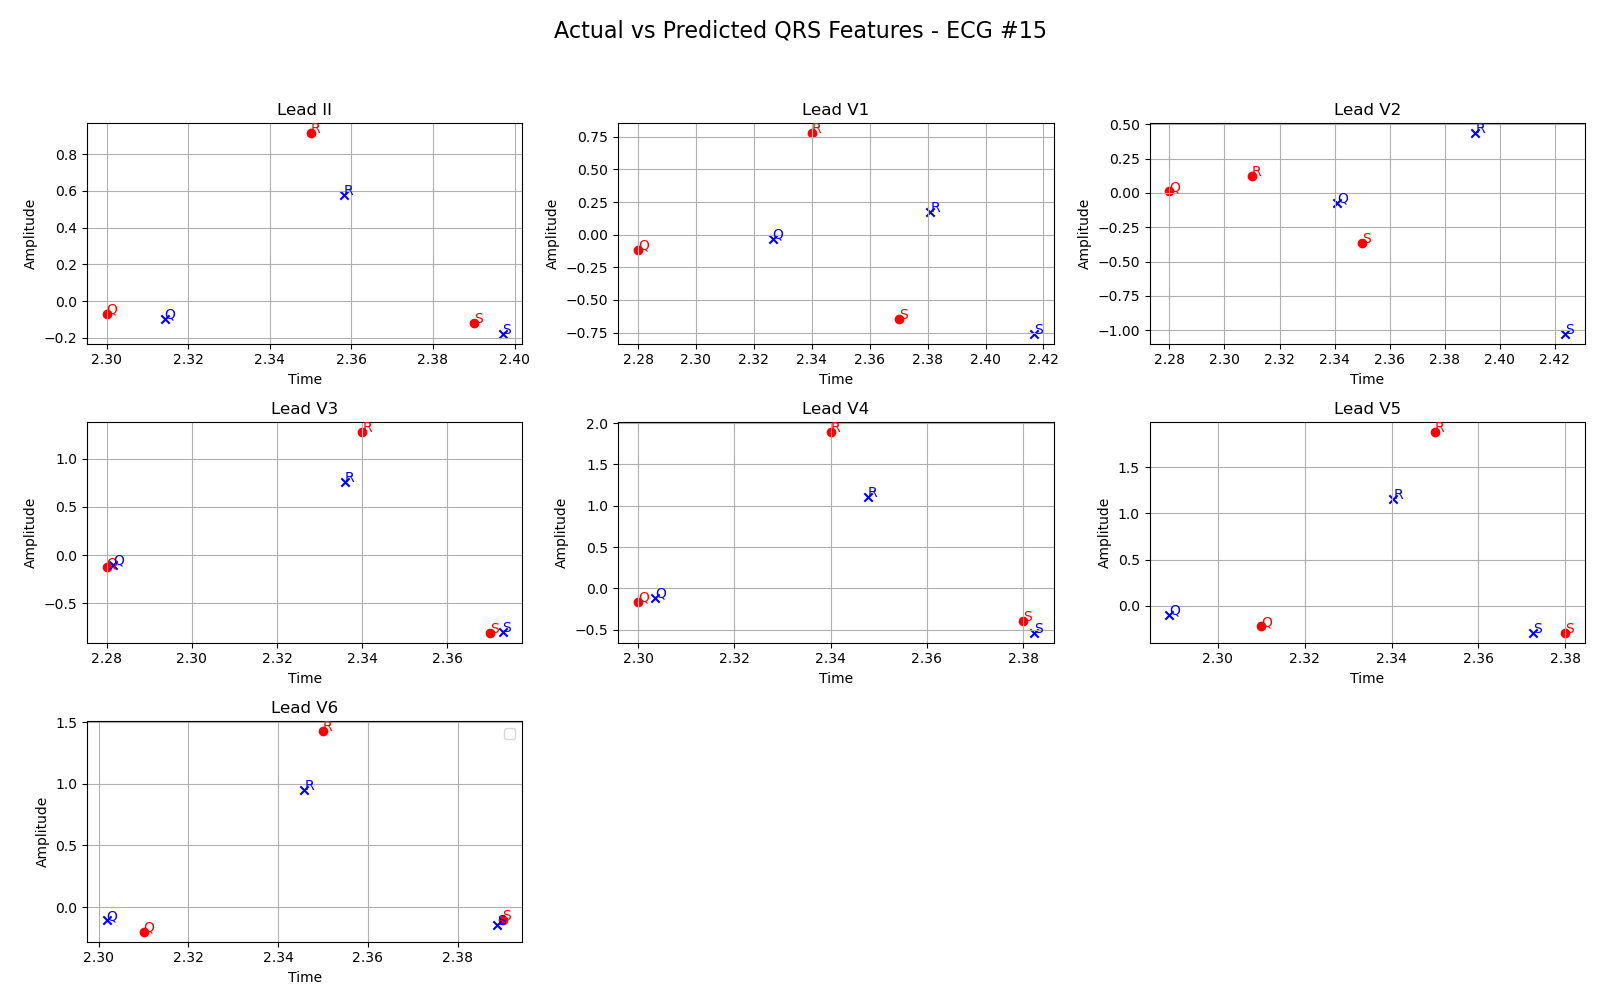 Actual vs Predicted QRS Features - ECG #15
Lead II
Amplitude
0.8
0.6
0.4
0.2
0.0
−0.2
R
R
Q
Q
S
S
2.30 2.32 2.34 2.36 2.38 2.40
Time
Lead V1
Amplitude
0.75
0.50
0.25
0.00
−0.25
−0.50
−0.75
R
R
Q
Q
S
S
2.28 2.30 2.32 2.34 2.36 2.38 2.40 2.42
Time
Lead V2
Amplitude
0.50
0.25
0.00
−0.25
−0.50
−0.75
−1.00
R
R
Q
Q
S
S
2.28 2.30 2.32 2.34 2.36 2.38 2.40 2.42
Time
Lead V3
Amplitude
1.0
0.5
0.0
−0.5
R
R
Q
Q
S
S
2.28 2.30 2.32 2.34 2.36
Time
Lead V4
Amplitude
2.0
1.5
1.0
0.5
0.0
−0.5
R
R
Q
Q
S
S
2.30 2.32 2.34 2.36 2.38
Time
Lead V5
Amplitude
1.5
1.0
0.5
0.0
R
R
Q
Q
S
S
2.30 2.32 2.34 2.36 2.38
Time
Lead V6
Amplitude
1.5
1.0
0.5
0.0
R
R
Q
Q
S
S
2.30 2.32 2.34 2.36 2.38
Time